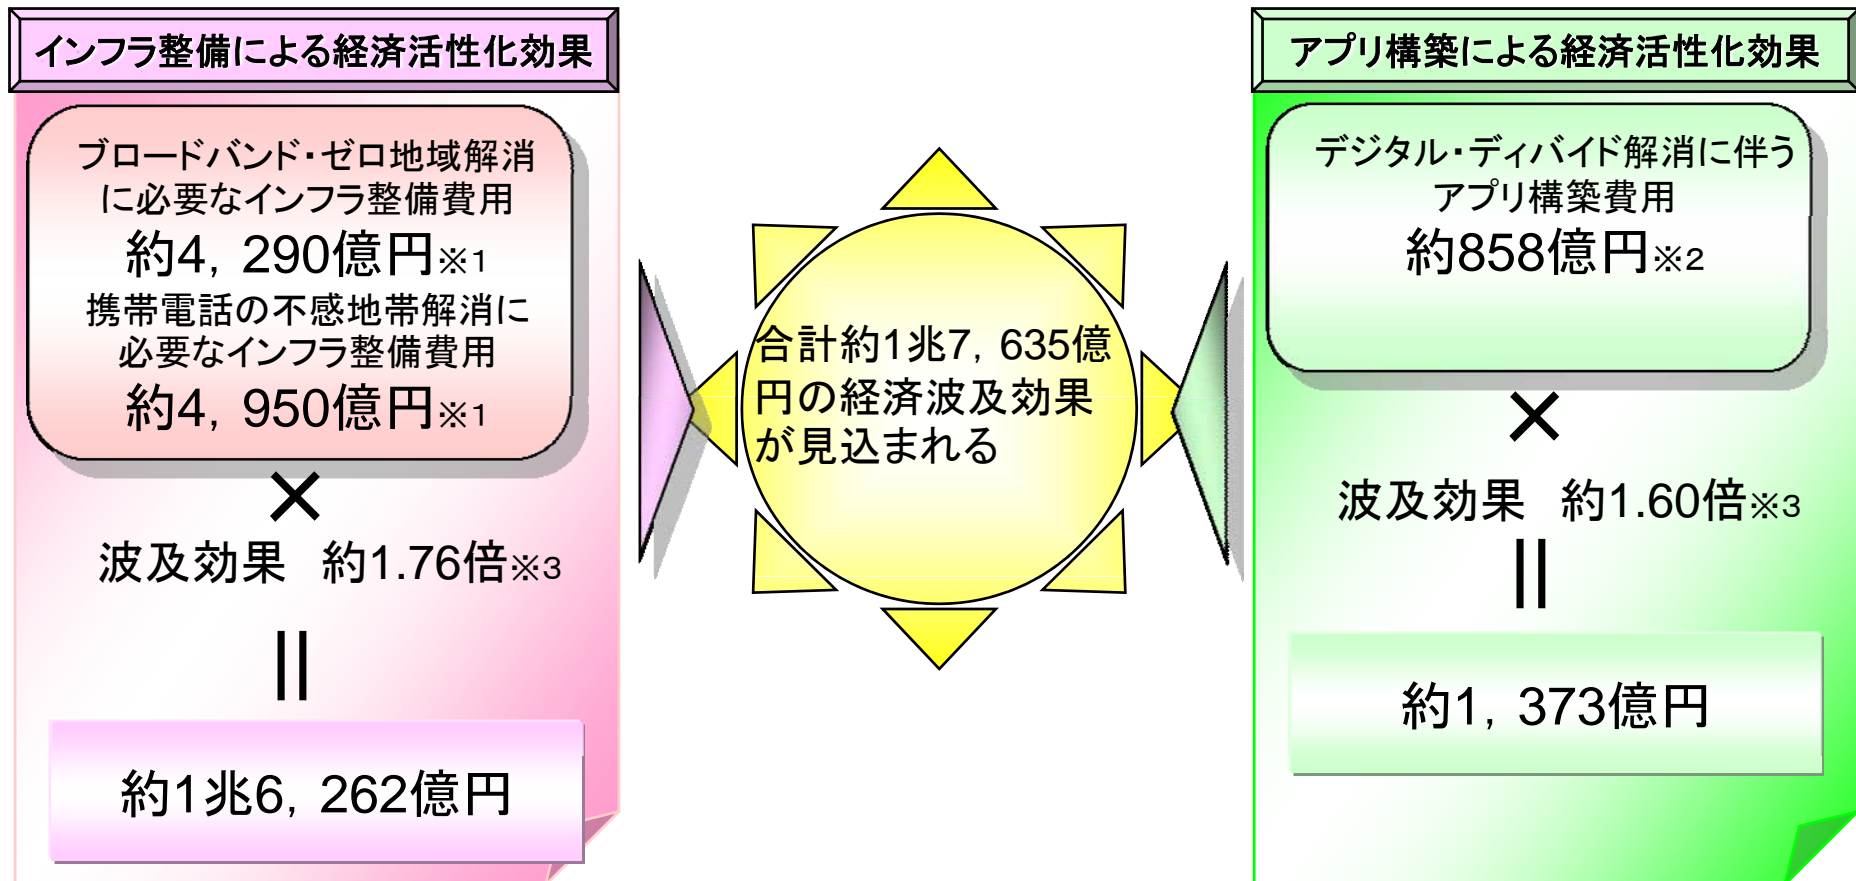 インフラ整備による経済活性化効果
ブロードバンド・ゼロ地域解消
に必要なインフラ整備費用
約4，290億円※1
携帯電話の不感地帯解消に
必要なインフラ整備費用
約4，950億円※1
×
波及効果　約1.76倍※3
||
約1兆6，262億円
合計約1兆7，635億
円の経済波及効果
が見込まれる
アプリ構築による経済活性化効果
デジタル・ディバイド解消に伴う
アプリ構築費用
約858億円※2
×
波及効果　約1.60倍※3
||
約1，373億円